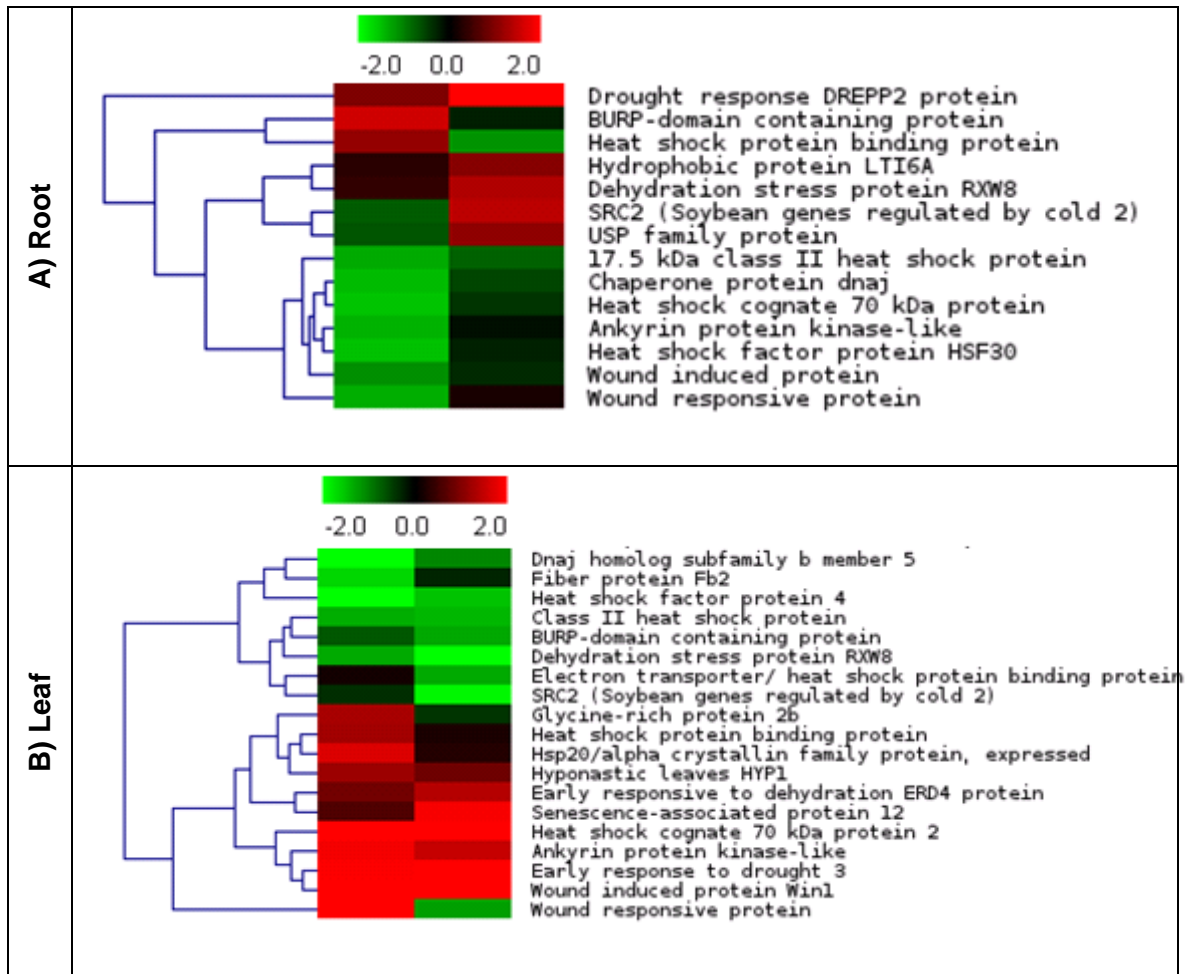 A) Root
-2.0 0.0 2.0
Drought response DREPP2 protein
BURP-domain containing protein
Heat shock protein binding protein
Hydrophobic protein LTI6A
Dehydration stress protein RXW8
SRC2 (Soybean genes regulated by cold 2)
USP family protein
17.5 kDa class II heat shock protein
Chaperone protein dnaj
Heat shock cognate 70 kDa protein
Ankyrin protein kinase-like
Heat shock factor protein HSF30
Wound induced protein
Wound responsive protein
B) Leaf
-2.0 0.0 2.0
Dnaj homolog subfamily b member 5
Fiber protein Fb2
Heat shock factor protein 4
Class II heat shock protein
BURP-domain containing protein
Dehydration stress protein RXW8
Electron transporter/ heat shock protein binding protein
SRC2 (Soybean genes regulated by cold 2)
Glycine-rich protein 2b
Heat shock protein binding protein
Hsp20/alpha crystallin family protein, expressed
Hyponastic leaves HYP1
Early responsive to dehydration ERD4 protein
Senescence-associated protein 12
Heat shock cognate 70 kDa protein 2
Ankyrin protein kinase-like
Early response to drought 3
Wound induced protein Win1
Wound responsive protein